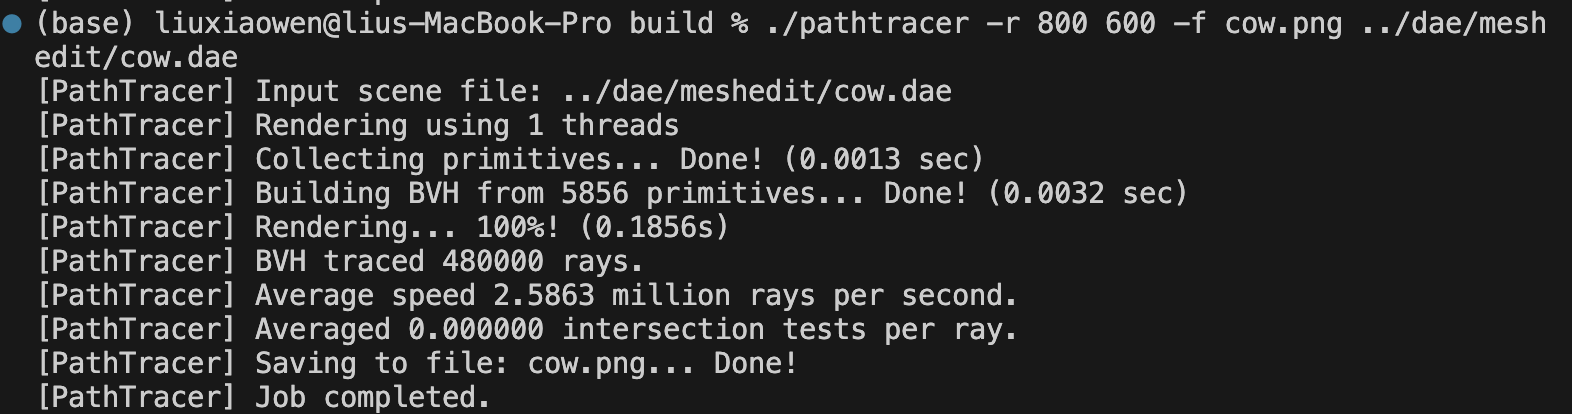 (base) liuxiaowen@lius-MacBook-Pro build % ./pathtracer -r 800 600 -f cow.png ../dae/mesh
edit/cow.dae
[PathTracer] Input scene file: ../dae/meshedit/cow.dae
[PathTracer] Rendering using 1 threads
[PathTracer] Collecting primitives... Done! (0.0013 sec)
[PathTracer] Building BVH from 5856 primitives... Done! (0.0032 sec)
[PathTracer] Rendering... 100%! (0.1856s)
[PathTracer] BVH traced 480000 rays.
[PathTracer] Average speed 2.5863 million rays per second.
[PathTracer] Averaged 0.000000 intersection tests per ray.
[PathTracer] Saving to file: cow.png... Done!
[PathTracer] Job completed.